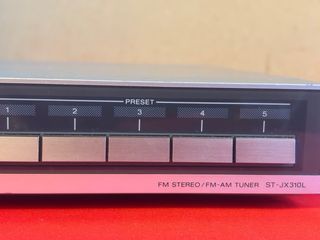 PRESET
1 2 3 4 5
FM STEREO/FM-AM TUNER ST-JX310L